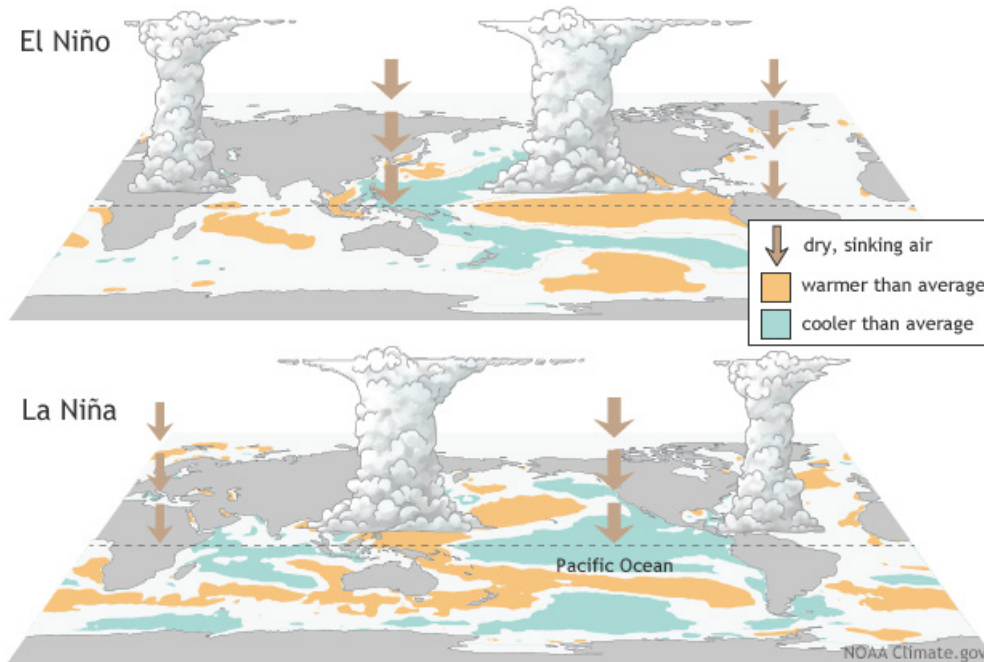 El Niño
dry, sinking air
warmer than average
cooler than average
La Niña
Pacific Ocean
NOAA Climate.gov